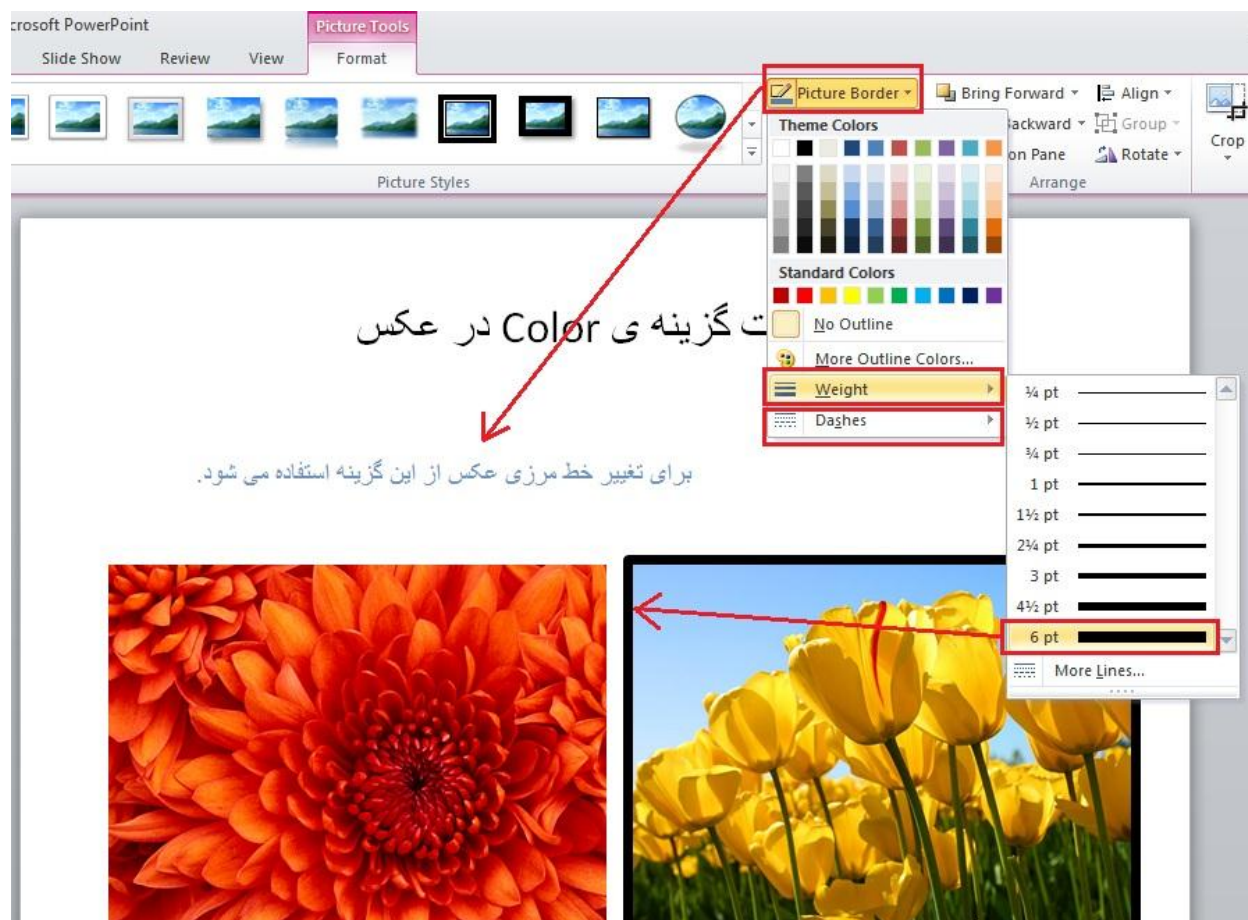 crosoft PowerPoint
Picture Tools
Slide Show Review View Format
Picture Border
Bring Forward Align
Theme Colors
Backward Group
on Pane Rotate
Crop
Picture Styles
Arrange
Standard Colors
ت گزینه ی Color در عکس
No Outline
More Outline Colors...
Weight
Dashes
¼ pt
½ pt
¾ pt
1 pt
1½ pt
2¼ pt
3 pt
4½ pt
6 pt
More Lines...
برای تغییر خط مرزی عکس از این گزینه استفاده می شود.